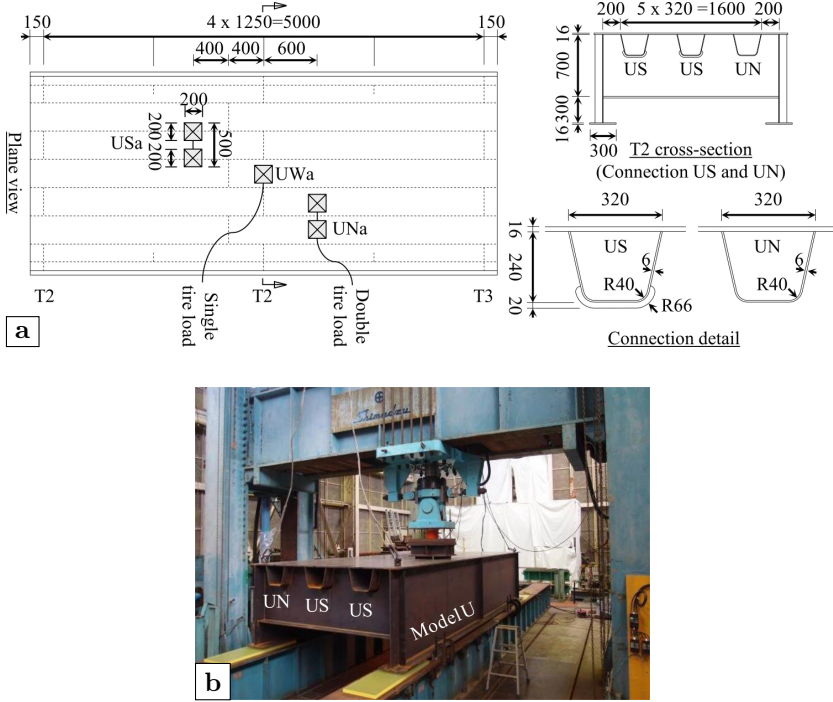 4 x 1250=5000
150
150
400
400
600
200
200
200
500
USa
UWa
UNa
Plane view
T2
T2
T3
Single
tire load
Double
tire load
a
200
5 x 320 =1600
200
16
700
300
16
US
US
UN
300
T2 cross-section
(Connection US and UN)
320
320
16
240
20
US
UN
6
6
R40
R40
R66
Connection detail
Shimadzu
UN
US
US
Model U
b